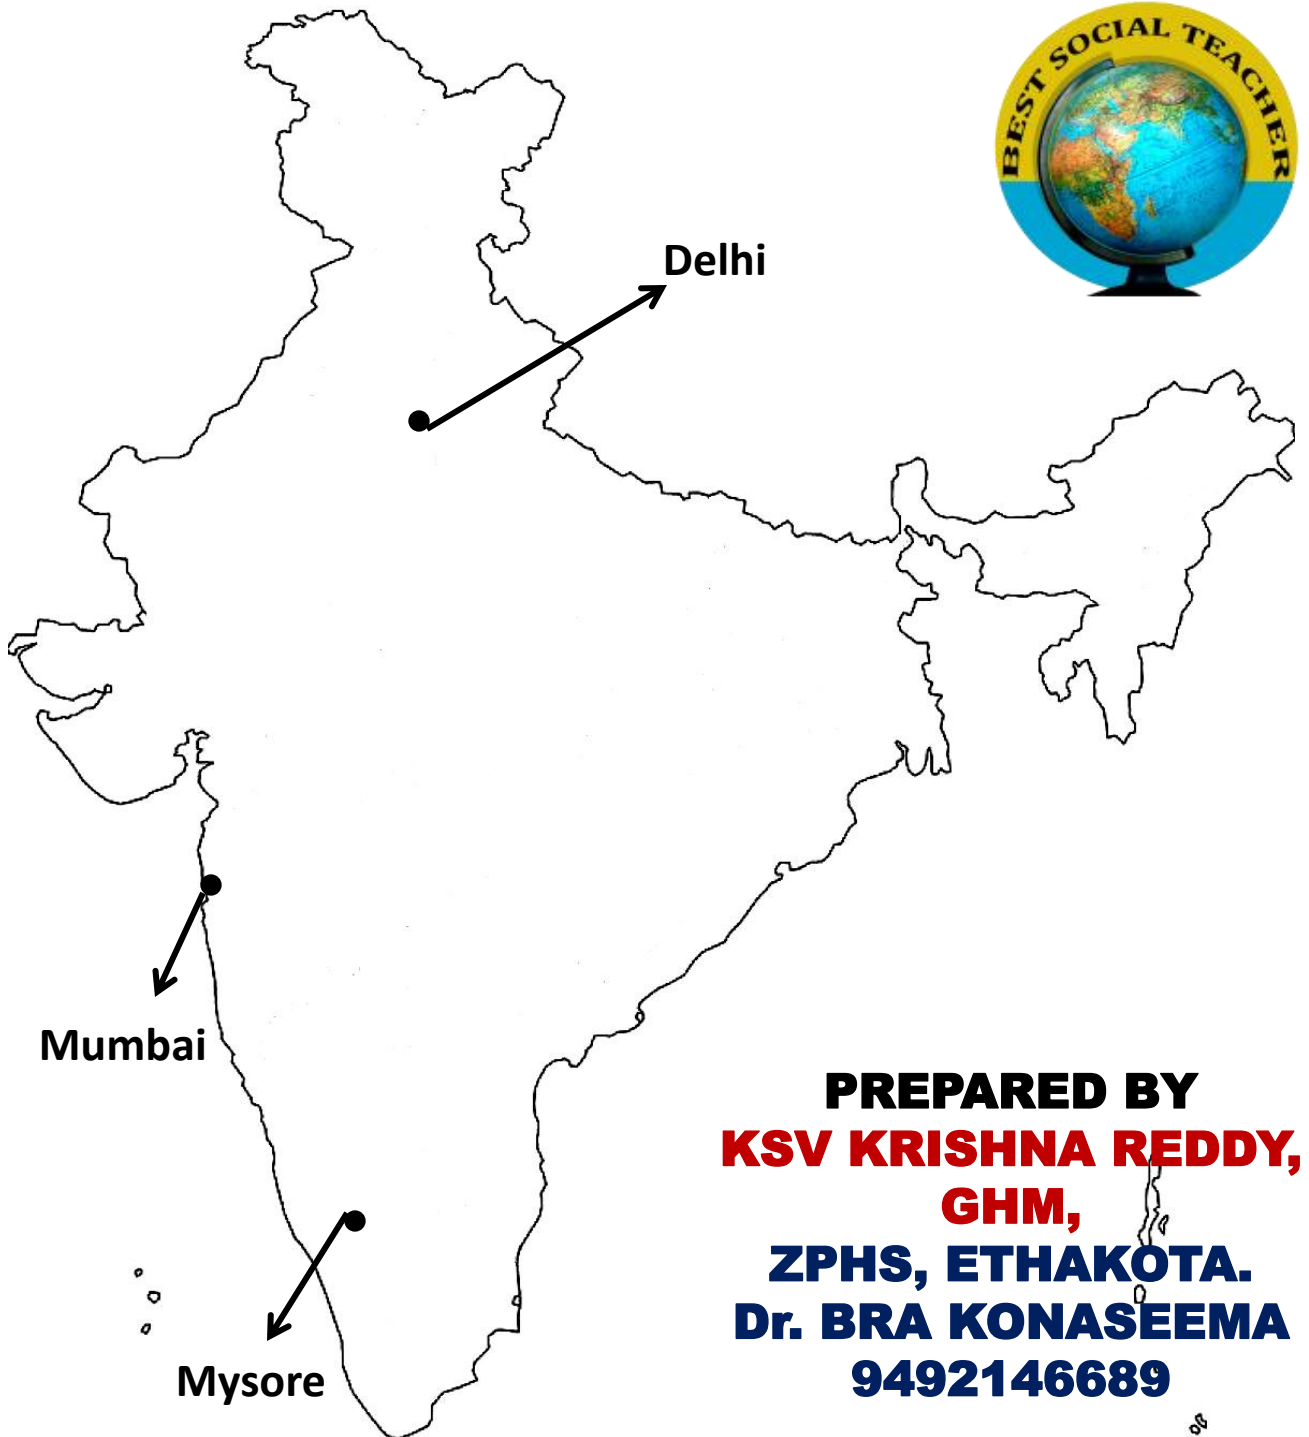 BEST SOCIAL TEACHER
Delhi
Mumbai
Mysore
PREPARED BY
KSV KRISHNA REDDY,
GHM,
ZPHS, ETHAKOTA.
Dr. BRA KONASEEMA
9492146689